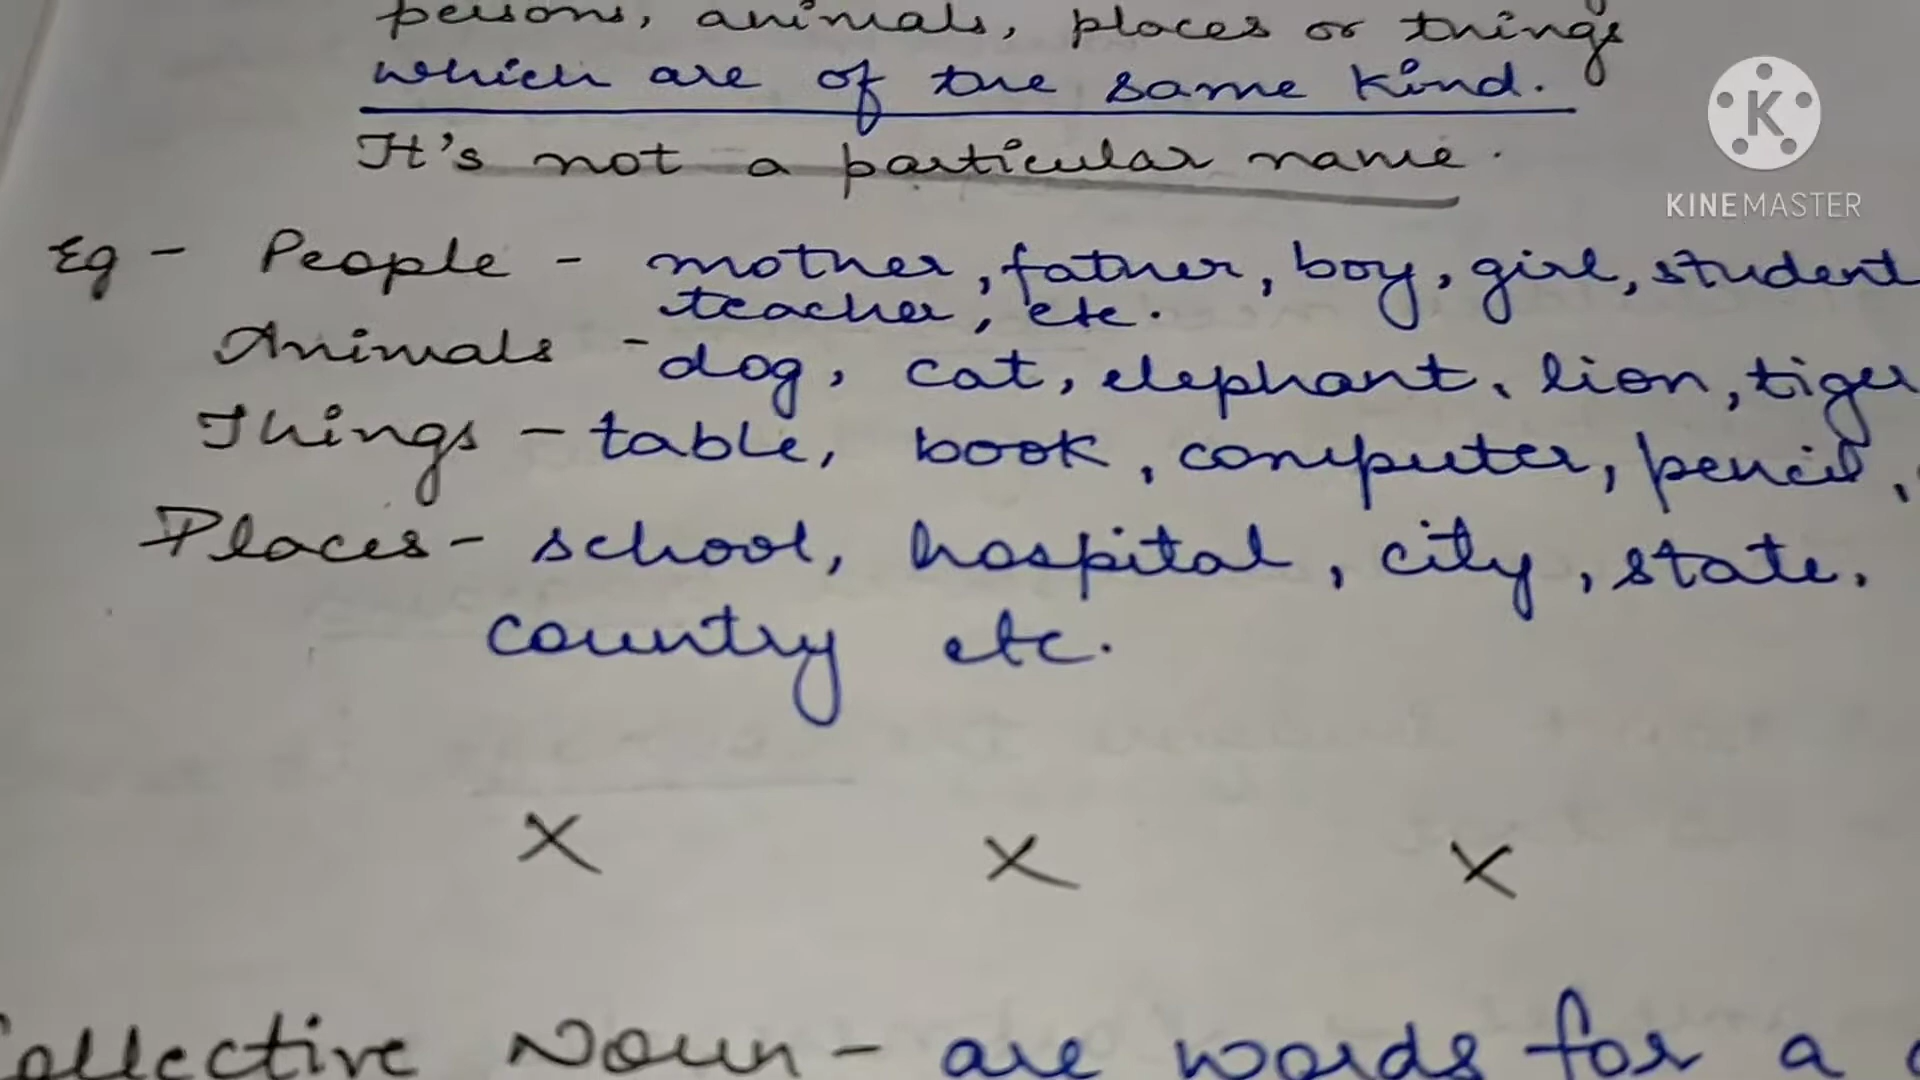 persons, animals, places or things
which are of the same kind.
It's not a particular name.
KINEMASTER
Eg - People - mother, father, boy, girl, student
teacher, etc.
Animals - dog, cat, elephant, lion, tiger
Things - table, book, computer, pencil,
Places - school, hospital, city, state,
country etc.
x x x
Collective Noun - are words for a